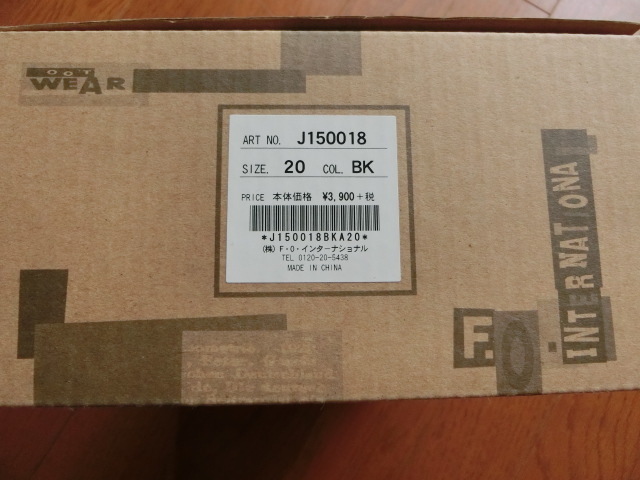 OOT
WEAR
ART NO. J150018
SIZE. 20 COL. BK
PRICE 本体価格 ¥3,900+税
*J150018BKA20*
(株)F・O・インターナショナル
TEL 0120-20-5438
MADE IN CHINA
F.O.
INTERNATIONA